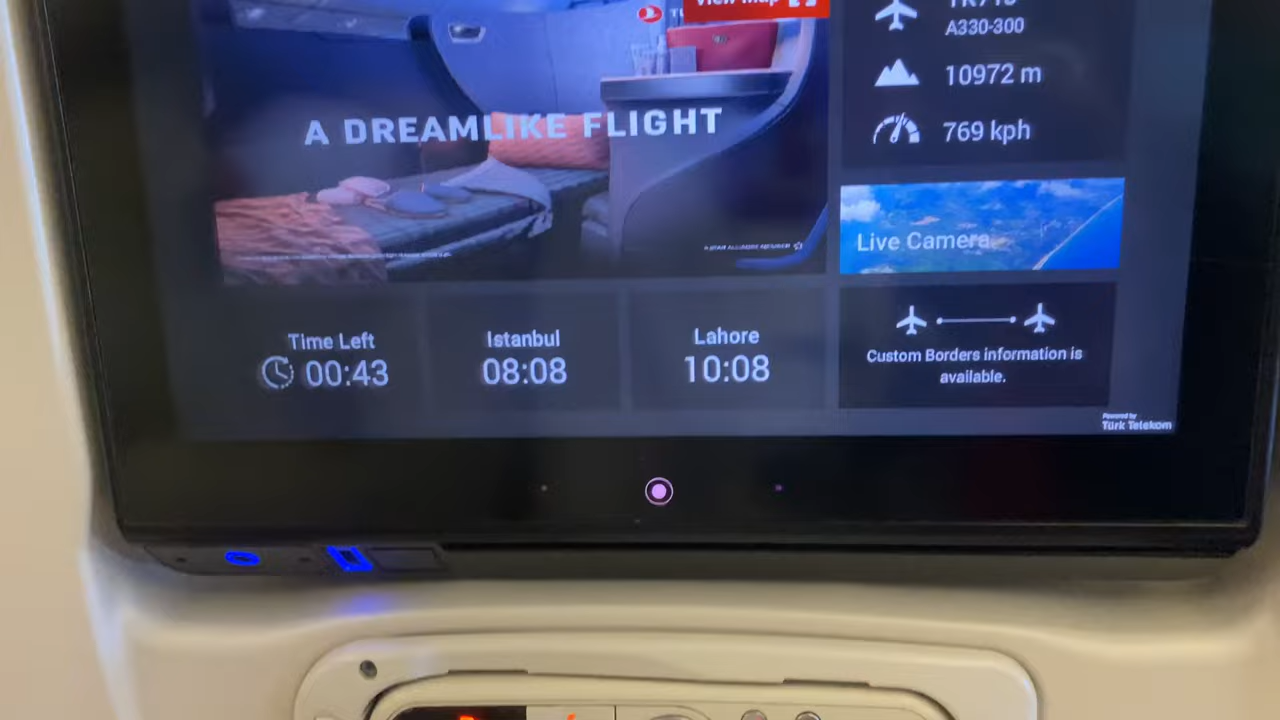 View Map
A330-300
10972 m
A DREAMLIKE FLIGHT
769 kph
Live Camera
Time Left
00:43
Istanbul
08:08
Lahore
10:08
Custom Borders information is
available.
Powered by
Türk Telekom